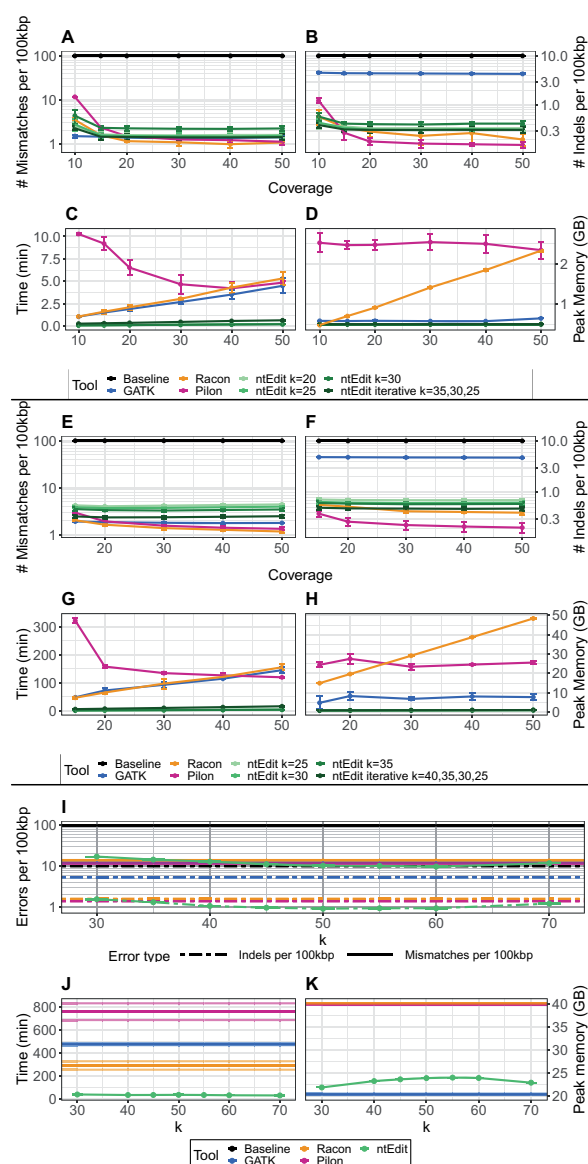 A
B
# Mismatches per 100kbp
100
10
1
10 20 30 40 50
10 20 30 40 50
10.0
3.0
1.0
0.3
# Indels per 100kbp
Coverage
C
D
Time (min)
10.0
7.5
5.0
2.5
0.0
10 20 30 40 50
10 20 30 40 50
2
1
Peak Memory (GB)
Tool
Baseline Racon ntEdit k=20 ntEdit k=30
GATK Pilon ntEdit k=25 ntEdit iterative k=35,30,25
E
F
# Mismatches per 100kbp
100
10
1
20 30 40 50
20 30 40 50
10.0
3.0
1.0
0.3
# Indels per 100kbp
Coverage
G
H
Time (min)
300
200
100
0
20 30 40 50
20 30 40 50
50
40
30
20
10
0
Peak Memory (GB)
Tool
Baseline Racon ntEdit k=25 ntEdit k=35
GATK Pilon ntEdit k=30 ntEdit iterative k=40,35,30,25
I
Errors per 100kbp
100
10
1
30 40 50 60 70
k
Error type Indels per 100kbp Mismatches per 100kbp
J
K
Time (min)
800
600
400
200
0
30 40 50 60 70
30 40 50 60 70
40
35
30
25
20
Peak memory (GB)
k
k
Tool
Baseline Racon ntEdit
GATK Pilon